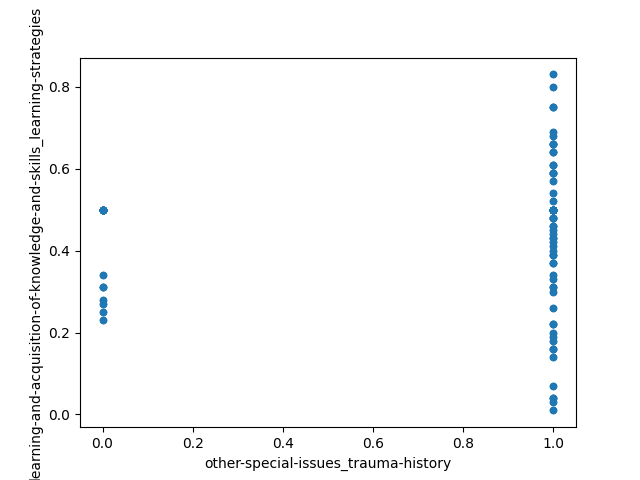 learning-and-acquisition-of-knowledge-and-skills_learning-strategies
0.8
0.6
0.4
0.2
0.0
0.0 0.2 0.4 0.6 0.8 1.0
other-special-issues_trauma-history